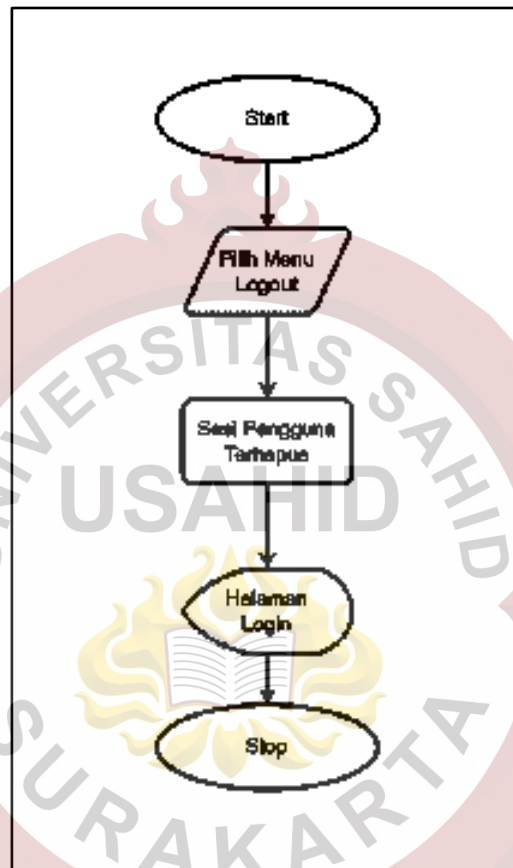 Start
Pilih Menu
Logout
Sesi Pengguna
Terhapus
Halaman
Login
Stop
UNIVERSITAS SAHID
USAHID
SURAKARTA